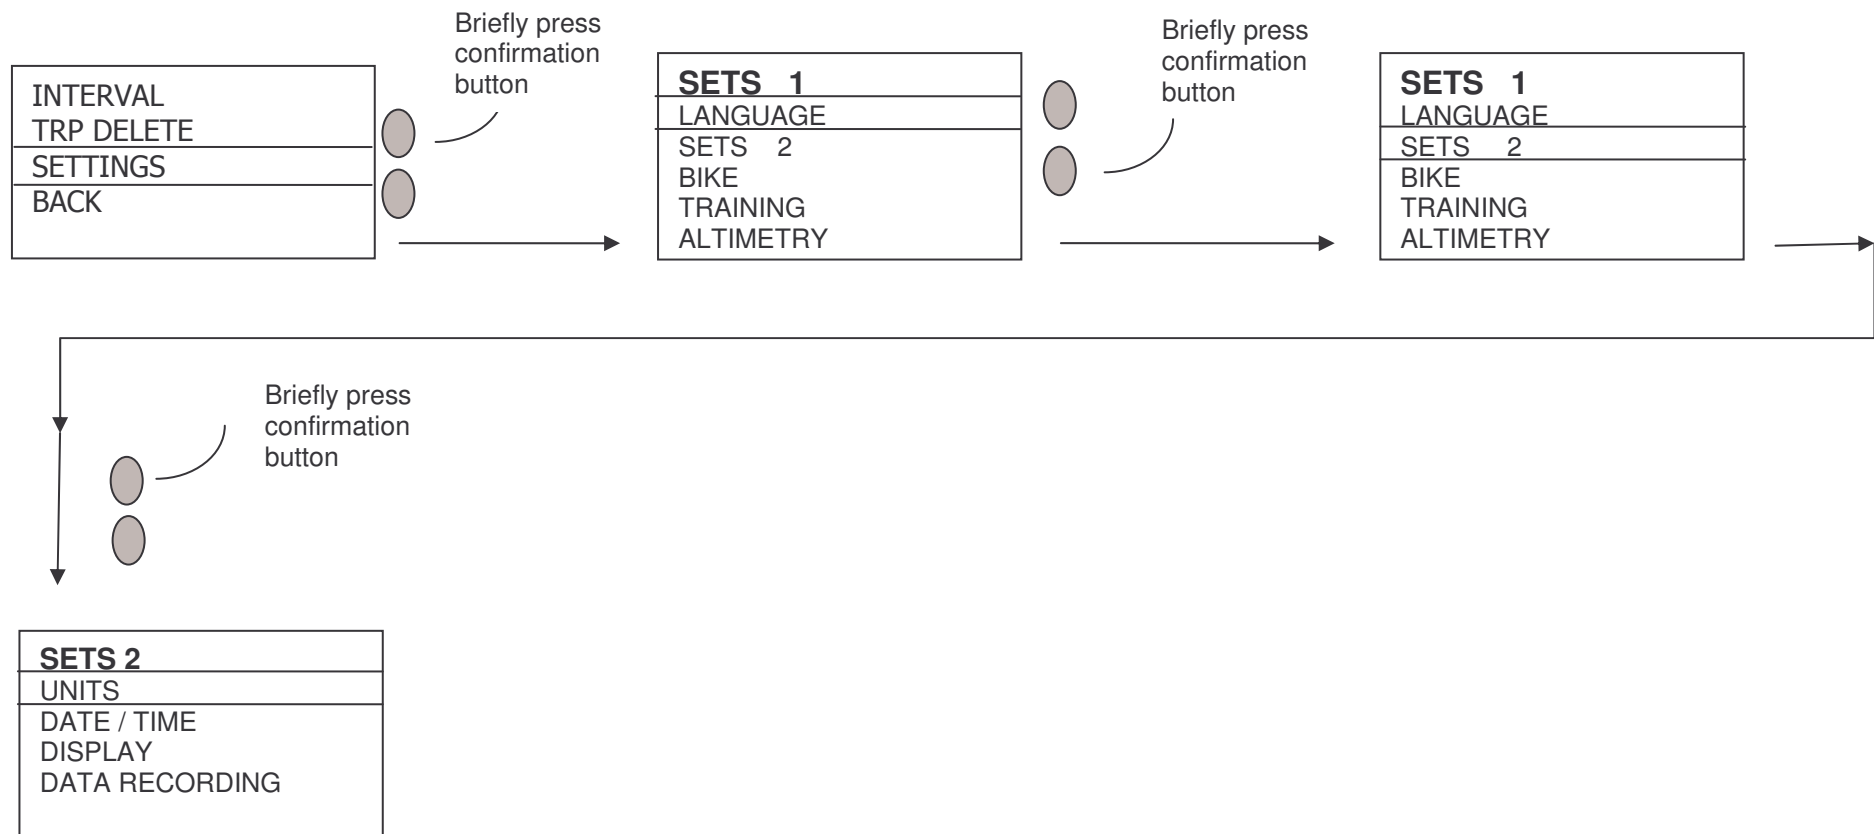 Briefly press
confirmation
button
Briefly press
confirmation
button
INTERVAL
TRP DELETE
SETTINGS
BACK
SETS 1
LANGUAGE
SETS 2
BIKE
TRAINING
ALTIMETRY
SETS 1
LANGUAGE
SETS 2
BIKE
TRAINING
ALTIMETRY
Briefly press
confirmation
button
SETS 2
UNITS
DATE / TIME
DISPLAY
DATA RECORDING